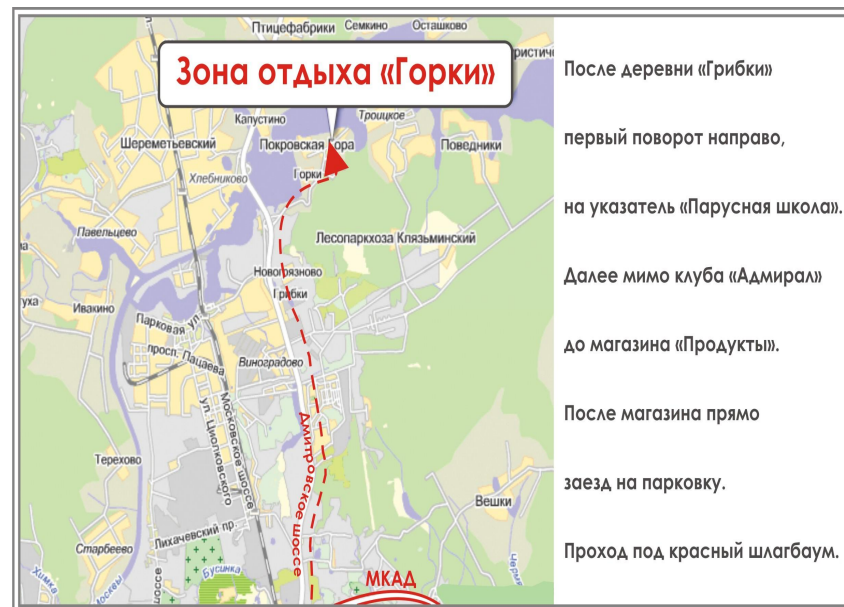 Птицефабрики
Семкино
Осташково
Зона отдыха «Горки»
Капустино
Троицкое
Шереметьевский
Покровская Гора
Поведники
Хлебниково
Горки
Павельцево
Лесопаркхоза Клязьминский
Новогрязново
Грибки
Ивакино
Парковая ул.
просп. Пацаева
Виноградово
Московское шоссе
ул. Циолковского
Дмитровское шоссе
Терехово
Вешки
Лихачевский пр.
Старбеево
Бусинка
Химка
МКАД
После деревни «Грибки»
первый поворот направо,
на указатель «Парусная школа».
Далее мимо клуба «Адмирал»
до магазина «Продукты».
После магазина прямо
заезд на парковку.
Проход под красный шлагбаум.